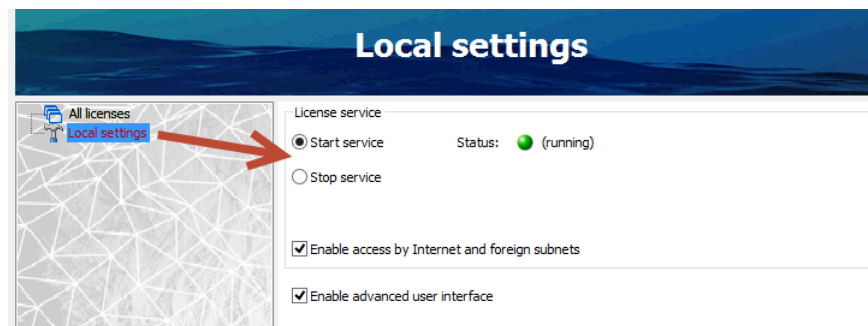 Local settings
All licenses
Local settings
License service
Start service Status: (running)
Stop service
Enable access by Internet and foreign subnets
Enable advanced user interface